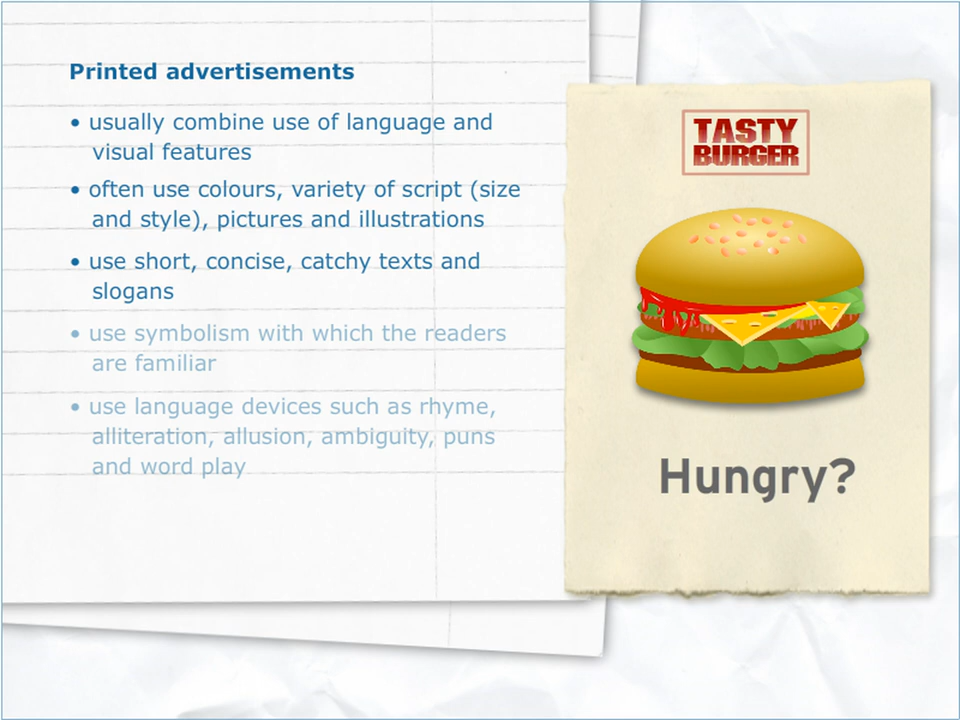 Printed advertisements
• usually combine use of language and
visual features
• often use colours, variety of script (size
and style), pictures and illustrations
• use short, concise, catchy texts and
slogans
• use symbolism with which the readers
are familiar
• use language devices such as rhyme,
alliteration, allusion, ambiguity, puns
and word play
TASTY
BURGER
Hungry?